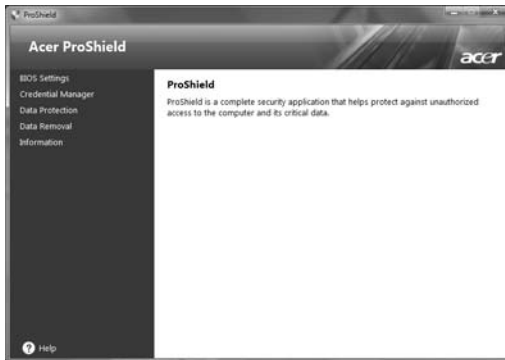 ProShield
Acer ProShield
acer
BIOS Settings
Credential Manager
Data Protection
Data Removal
Information
ProShield
ProShield is a complete security application that helps protect against unauthorized
access to the computer and its critical data.
Help